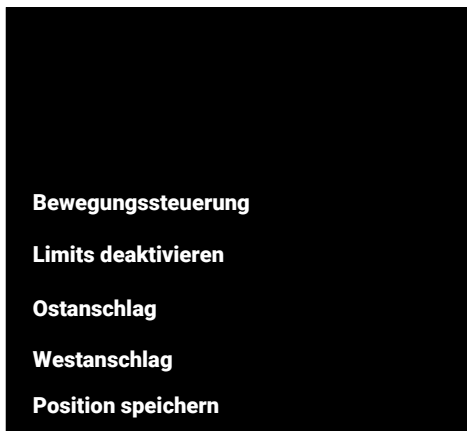 Bewegungssteuerung
Limits deaktivieren
Ostanschlag
Westanschlag
Position speichern